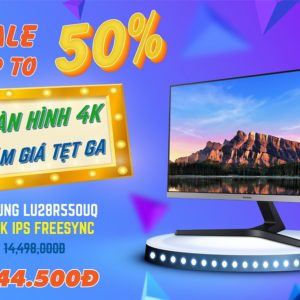 ALE
P TO 50%
ÀN HÌNH 4K
ẢM GIÁ TẸT GA
UNG LU28R550UQ
K IPS FREESYNC
14,498,000Đ
44.500Đ